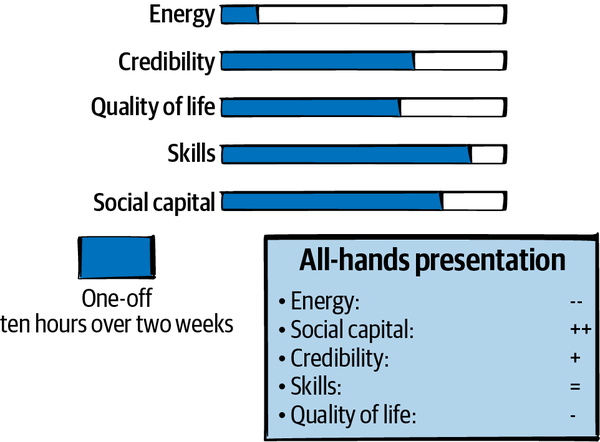 Energy
Credibility
Quality of life
Skills
Social capital
One-off
ten hours over two weeks
All-hands presentation
• Energy: --
• Social capital: ++
• Credibility: +
• Skills: =
• Quality of life: -